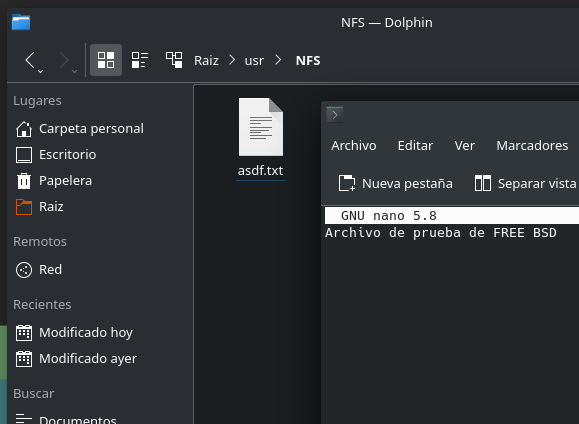 NFS — Dolphin
Raiz usr NFS
Lugares
Carpeta personal
Escritorio
Papelera
Raiz
Remotos
Red
Recientes
Modificado hoy
Modificado ayer
Buscar
Documentos
asdf.txt
Archivo Editar Ver Marcadores
Nueva pestaña Separar vista
GNU nano 5.8
Archivo de prueba de FREE BSD